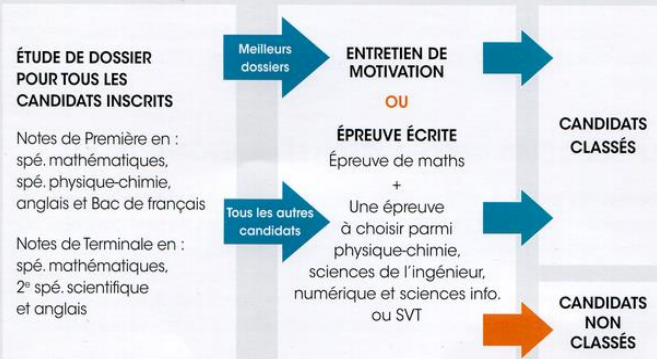 ÉTUDE DE DOSSIER
POUR TOUS LES
CANDIDATS INSCRITS
Notes de Première en :
spé. mathématiques,
spé. physique-chimie,
anglais et Bac de français
Notes de Terminale en :
spé. mathématiques,
2e spé. scientifique
et anglais
Meilleurs
dossiers
Tous les autres
candidats
ENTRETIEN DE
MOTIVATION
OU
ÉPREUVE ÉCRITE
Épreuve de maths
+
Une épreuve
à choisir parmi
physique-chimie,
sciences de l'ingénieur,
numérique et sciences info.
ou SVT
CANDIDATS
CLASSÉS
CANDIDATS
NON
CLASSÉS